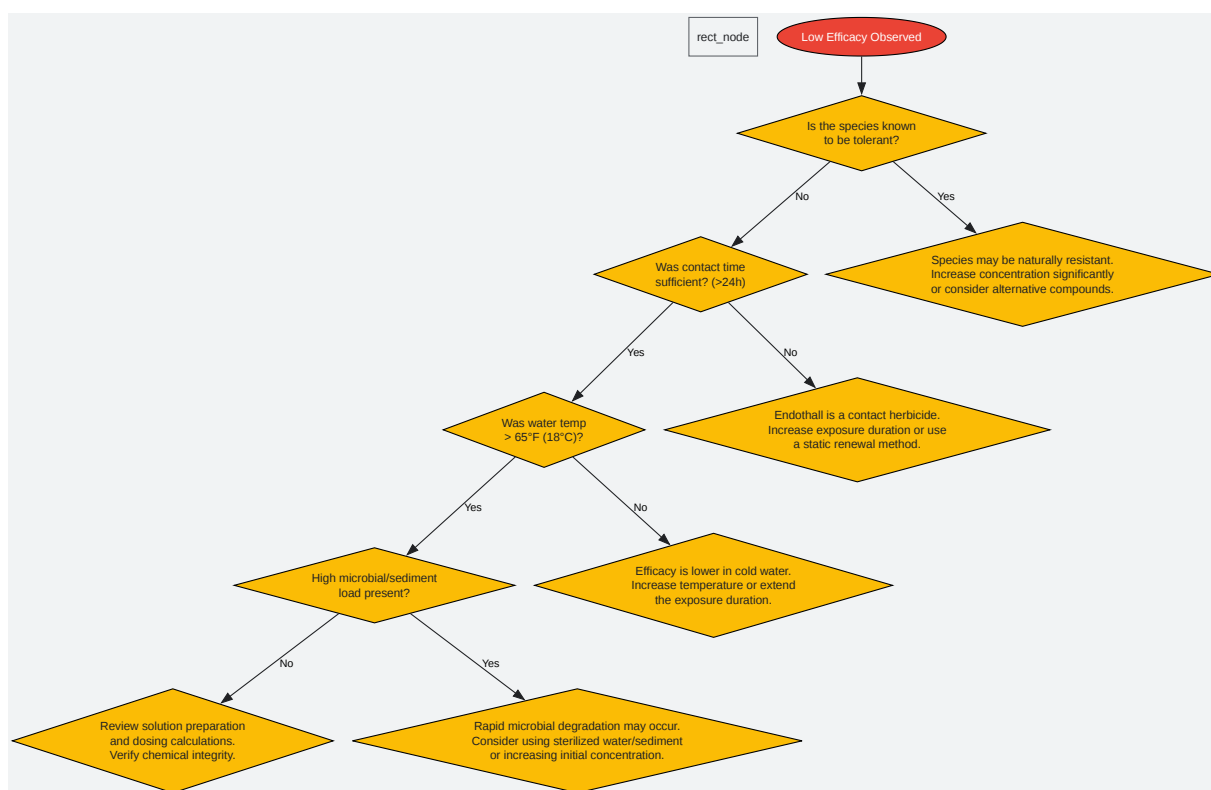 rect_node
Low Efficacy Observed
Is the species known
to be tolerant?
No
Yes
Was contact time
sufficient? (>24h)
Species may be naturally resistant.
Increase concentration significantly
or consider alternative compounds.
Yes
No
Was water temp
> 65°F (18°C)?
Endothall is a contact herbicide.
Increase exposure duration or use
a static renewal method.
Yes
No
High microbial/sediment
load present?
Efficacy is lower in cold water.
Increase temperature or extend
the exposure duration.
No
Yes
Review solution preparation
and dosing calculations.
Verify chemical integrity.
Rapid microbial degradation may occur.
Consider using sterilized water/sediment
or increasing initial concentration.